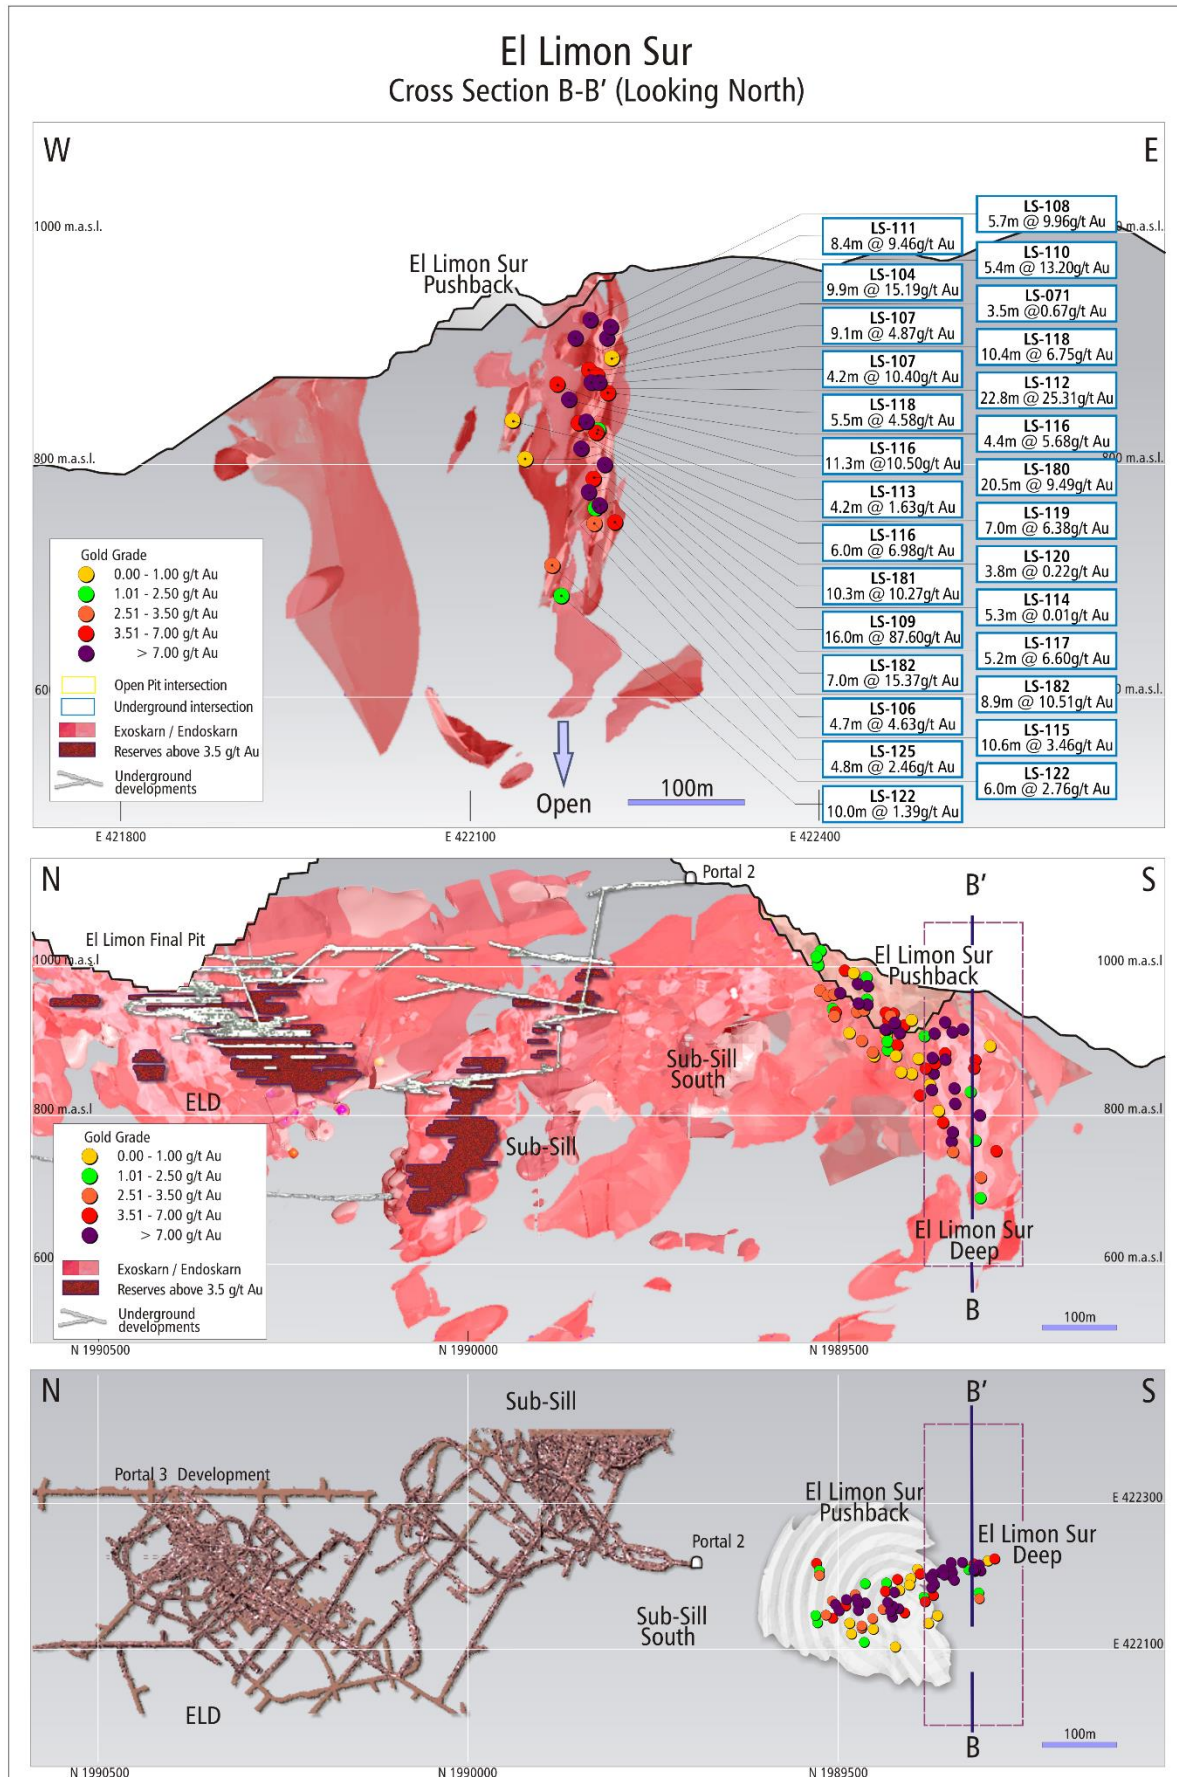 El Limon Sur
Cross Section B-B' (Looking North)
W
E
1000 m.a.s.l.
800 m.a.s.l.
El Limon Sur
Pushback
LS-108
5.7m @ 9.96g/t Au
LS-111
8.4m @ 9.46g/t Au
LS-110
5.4m @ 13.20g/t Au
LS-104
9.9m @ 15.19g/t Au
LS-071
3.5m @0.67g/t Au
LS-107
9.1m @ 4.87g/t Au
LS-118
10.4m @ 6.75g/t Au
LS-107
4.2m @ 10.40g/t Au
LS-112
22.8m @ 25.31g/t Au
LS-118
5.5m @ 4.58g/t Au
LS-116
4.4m @ 5.68g/t Au
LS-116
11.3m @10.50g/t Au
LS-180
20.5m @ 9.49g/t Au
LS-113
4.2m @ 1.63g/t Au
LS-119
7.0m @ 6.38g/t Au
LS-116
6.0m @ 6.98g/t Au
LS-120
3.8m @ 0.22g/t Au
LS-181
10.3m @ 10.27g/t Au
LS-114
5.3m @ 0.01g/t Au
LS-109
16.0m @ 87.60g/t Au
LS-117
5.2m @ 6.60g/t Au
LS-182
7.0m @ 15.37g/t Au
LS-182
8.9m @ 10.51g/t Au
LS-106
4.7m @ 4.63g/t Au
LS-115
10.6m @ 3.46g/t Au
LS-125
4.8m @ 2.46g/t Au
LS-122
6.0m @ 2.76g/t Au
LS-122
10.0m @ 1.39g/t Au
Gold Grade
0.00 - 1.00 g/t Au
1.01 - 2.50 g/t Au
2.51 - 3.50 g/t Au
3.51 - 7.00 g/t Au
> 7.00 g/t Au
Open Pit intersection
Underground intersection
Exoskarn / Endoskarn
Reserves above 3.5 g/t Au
Underground
developments
Open
100m
E 421800
E 422100
E 422400
N
S
Portal 2
B'
El Limon Final Pit
El Limon Sur
Pushback
1000 m.a.s.l
1000 m.a.s.l
ELD
Sub-Sill
South
Sub-Sill
800 m.a.s.l
800 m.a.s.l
Gold Grade
0.00 - 1.00 g/t Au
1.01 - 2.50 g/t Au
2.51 - 3.50 g/t Au
3.51 - 7.00 g/t Au
> 7.00 g/t Au
Exoskarn / Endoskarn
Reserves above 3.5 g/t Au
Underground
developments
El Limon Sur
Deep
600 m.a.s.l
B
100m
N 1990500
N 1990000
N 1989500
N
S
Sub-Sill
B'
Portal 3 Development
El Limon Sur
Pushback
E 422300
El Limon Sur
Deep
Portal 2
Sub-Sill
South
E 422100
ELD
B
100m
N 1990500
N 1990000
N 1989500